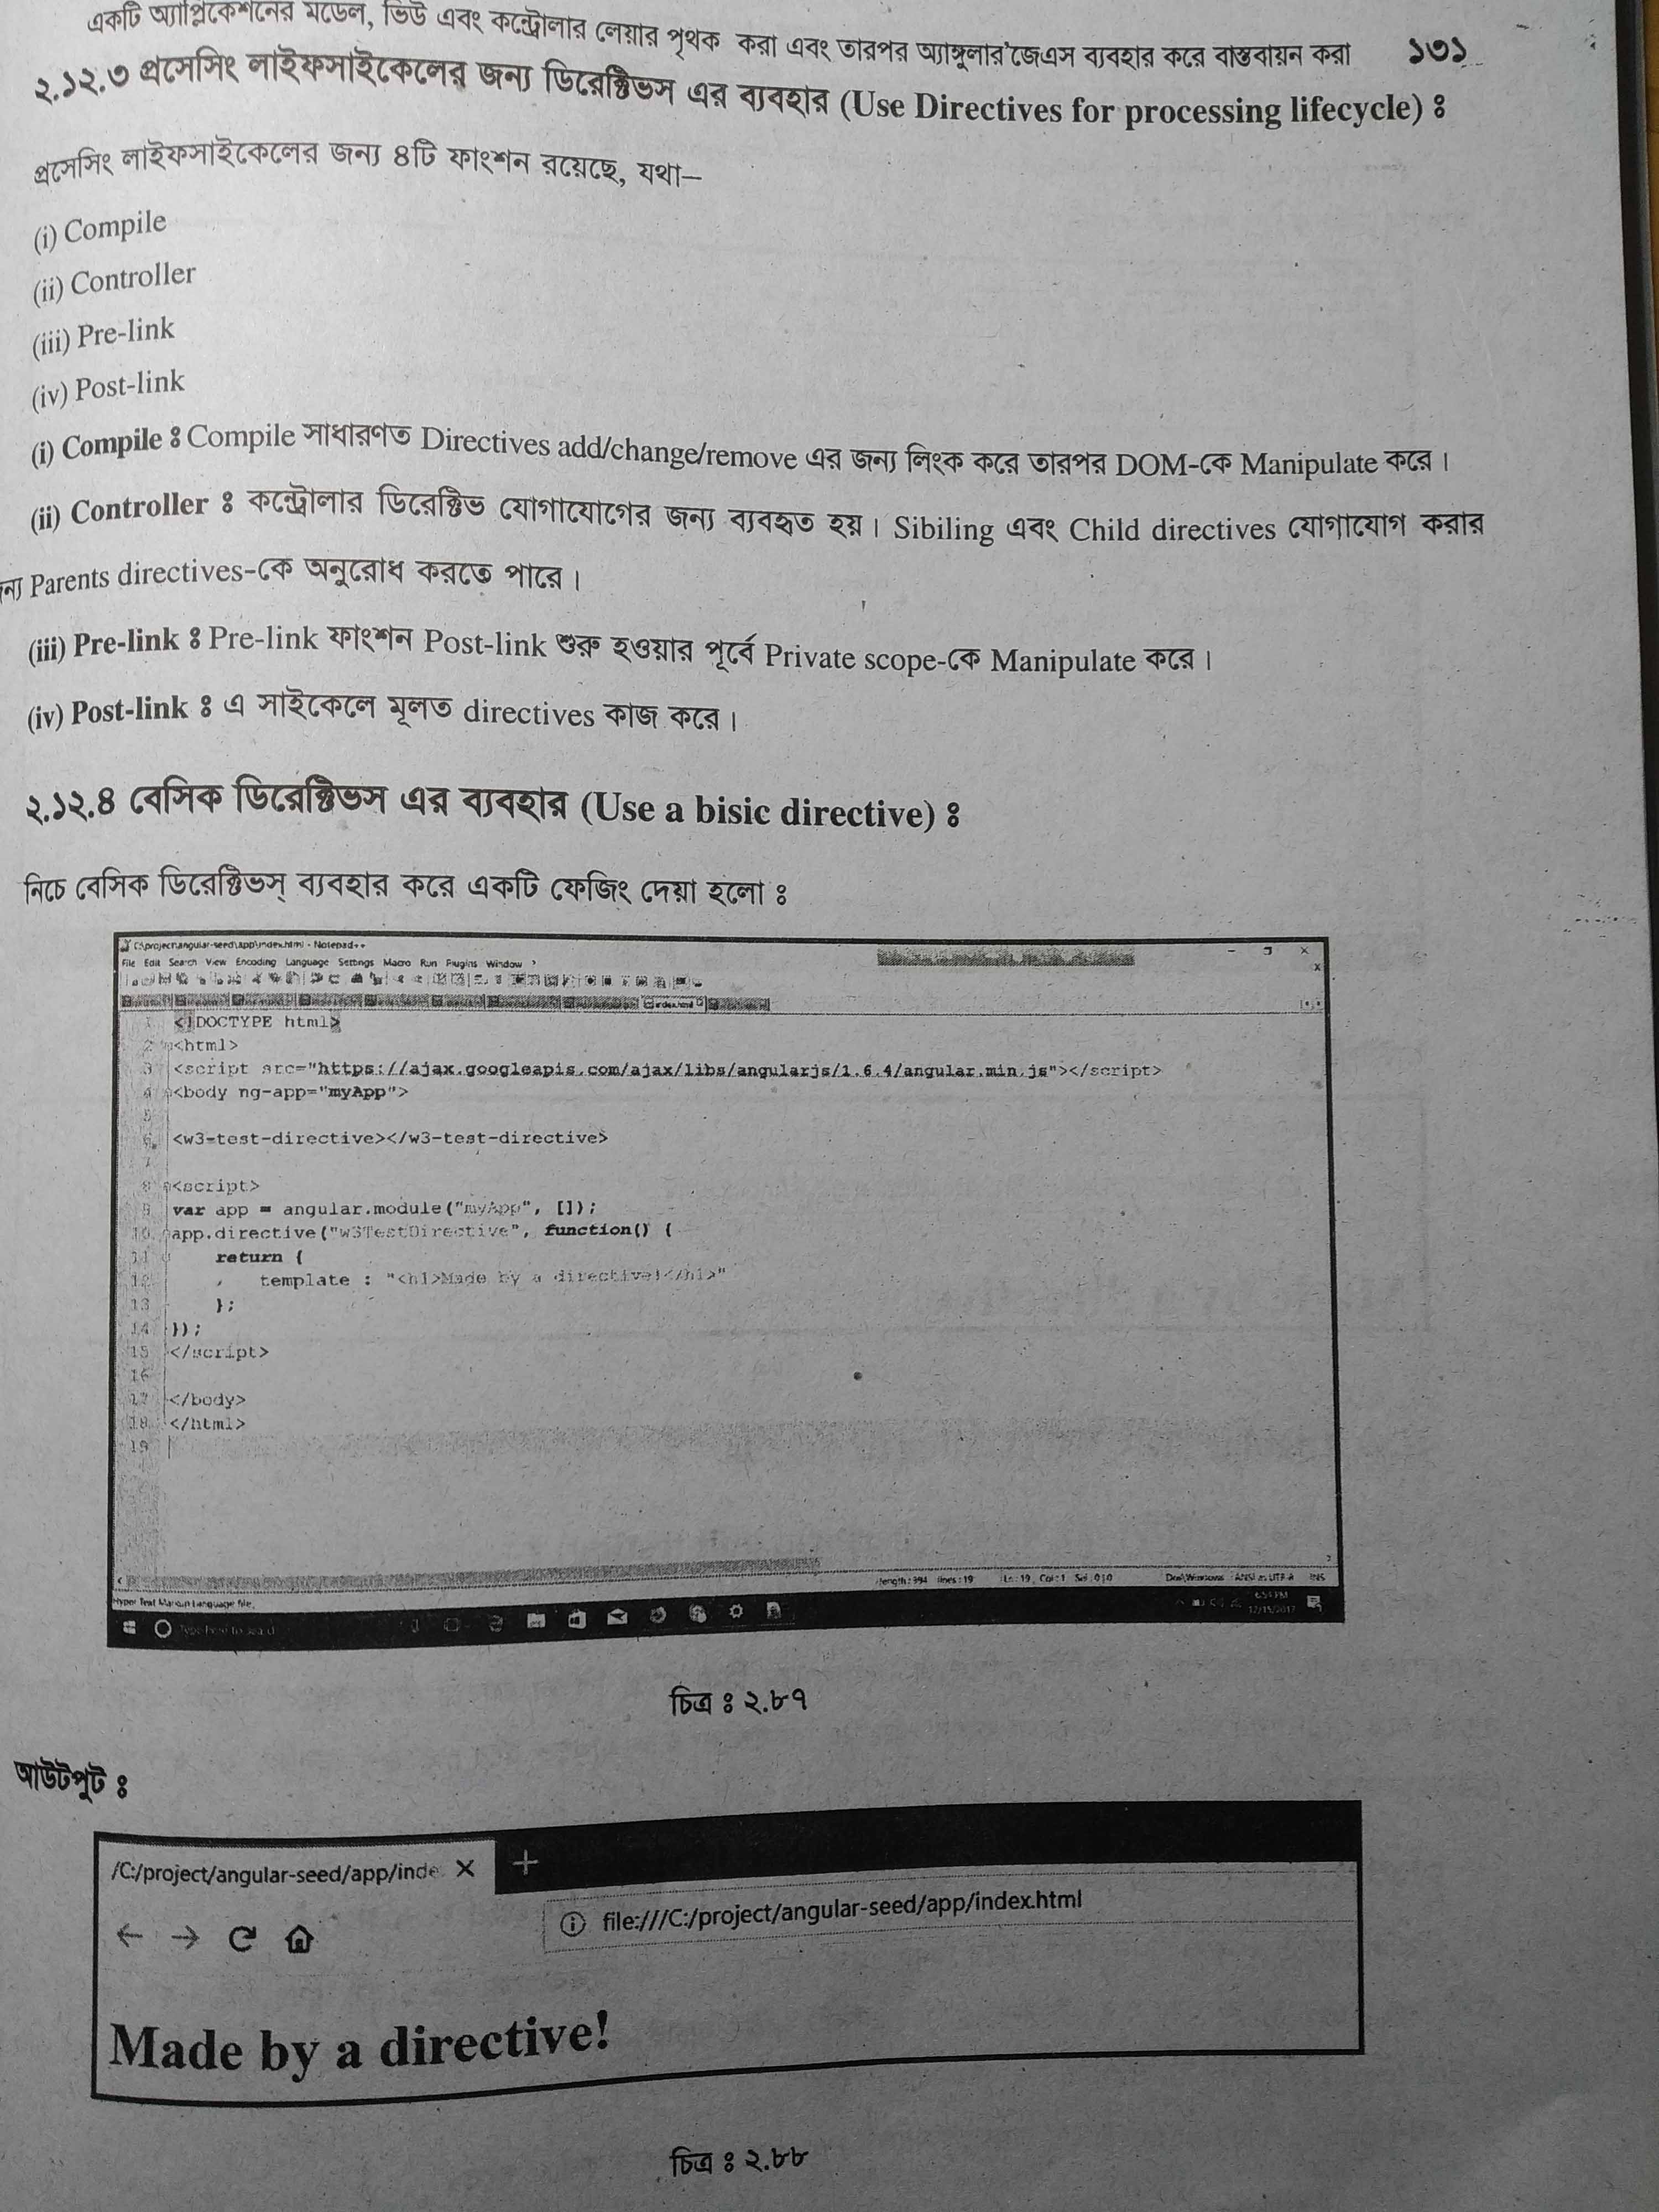 একটি অ্যাপ্লিকেশনের মডেল, ভিউ এবং কন্ট্রোলার লেয়ার পৃথক করা এবং তারপর অ্যাঙ্গুলার'জেএস ব্যবহার করে বাস্তবায়ন করা ১৩১
২.১২.৩ প্রসেসিং লাইফসাইকেলের জন্য ডিরেক্টিভস এর ব্যবহার (Use Directives for processing lifecycle) ঃ
প্রসেসিং লাইফসাইকেলের জন্য ৪টি ফাংশন রয়েছে, যথা—
(i) Compile
(ii) Controller
(iii) Pre-link
(iv) Post-link
(i) Compile ঃ Compile সাধারণত Directives add/change/remove এর জন্য লিংক করে তারপর DOM-কে Manipulate করে।
(ii) Controller ঃ কন্ট্রোলার ডিরেক্টিভ যোগাযোগের জন্য ব্যবহৃত হয়। Sibiling এবং Child directives যোগাযোগ করার
ন্য Parents directives-কে অনুরোধ করতে পারে।
(iii) Pre-link ঃ Pre-link ফাংশন Post-link শুরু হওয়ার পূর্বে Private scope-কে Manipulate করে।
(iv) Post-link ঃ এ সাইকেলে মূলত directives কাজ করে।
২.১২.৪ বেসিক ডিরেক্টিভস এর ব্যবহার (Use a bisic directive) ঃ
নিচে বেসিক ডিরেক্টিভস্ ব্যবহার করে একটি ফেজিং দেয়া হলো ঃ
C:\project\angular-seed\app\index.html - Notepad++
File Edit Search View Encoding Language Settings Macro Run Plugins Window ?
index.html
1 <!DOCTYPE html>
2 <html>
3 <script src="https://ajax.googleapis.com/ajax/libs/angularjs/1.6.4/angular.min.js"></script>
4 <body ng-app="myApp">
5
6 <w3-test-directive></w3-test-directive>
7
8 <script>
9 var app = angular.module("myApp", []);
10 app.directive("w3TestDirective", function() {
11 return {
12 template : "<h1>Made by a directive!</h1>"
13 };
14 });
15 </script>
16
17 </body>
18 </html>
19
length : 394 lines : 19 Ln : 19 Col : 1 Sel : 0 | 0 Dos\Windows ANSI as UTF-8 INS
Hyper Text Markup Language file
Type here to search
6:54 PM
12/15/2017
চিত্র ঃ ২.৮৭
আউটপুট ঃ
/C:/project/angular-seed/app/inde
file:///C:/project/angular-seed/app/index.html
Made by a directive!
চিত্র ঃ ২.৮৮